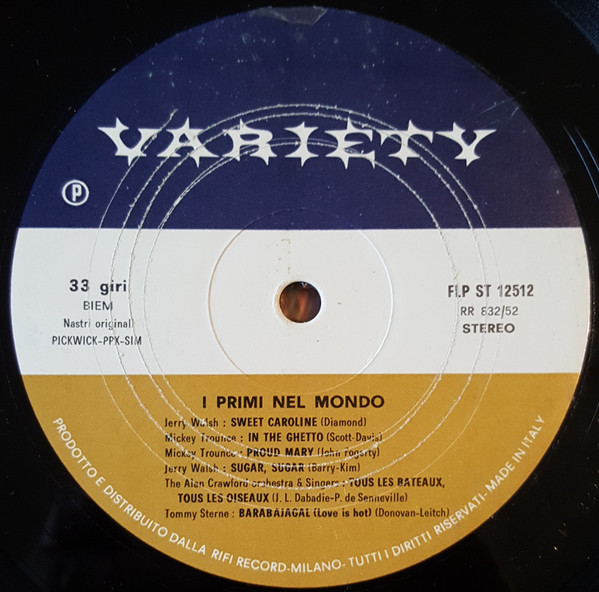 VARIETY
P
33 giri
BIEM
Nastri originali
PICKWICK-PPX-SIM
FLP ST 12512
RR 832/52
STEREO
I PRIMI NEL MONDO
Jerry Walsh : SWEET CAROLINE (Diamond)
Mickey Trounce : IN THE GHETTO (Scott-Davis)
Mickey Trounce : PROUD MARY (John Fogerty)
Jerry Walsh : SUGAR, SUGAR (Barry-Kim)
The Alan Crawford orchestra & Singers : TOUS LES BATEAUX,
TOUS LES OISEAUX (J. L. Dabadie-P. de Senneville)
Tommy Sterne : BARABAJAGAL (Love is hot) (Donovan-Leitch)
PRODOTTO E DISTRIBUITO DALLA RIFI RECORD-MILANO- TUTTI I DIRITTI RISERVATI-MADE IN ITALY